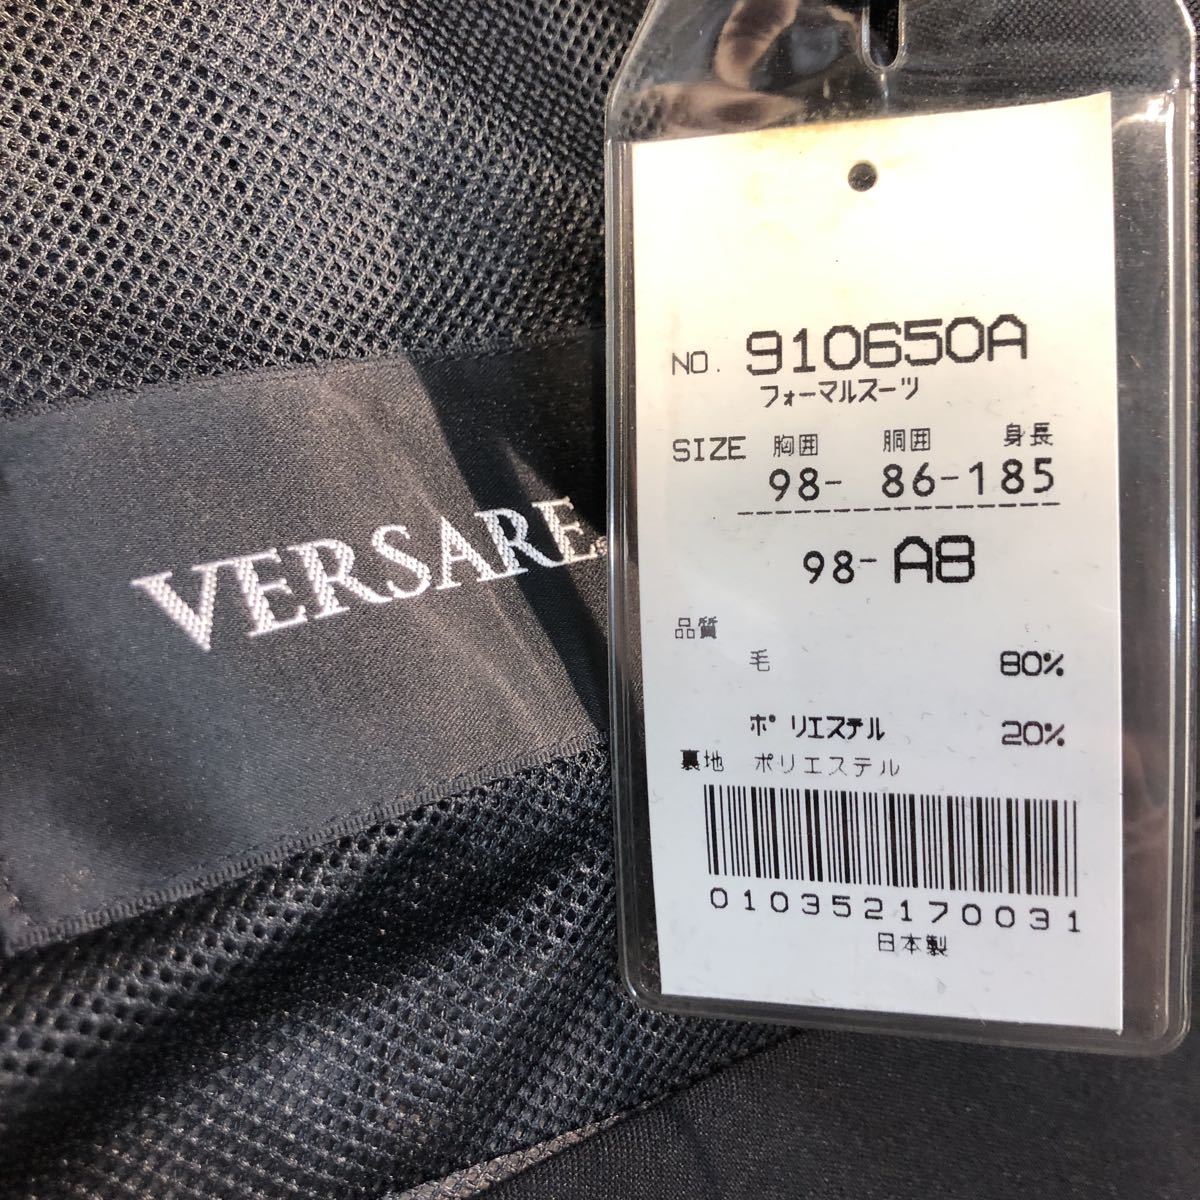 VERSARE
NO. 910650A
フォーマルスーツ
SIZE 胸囲 胴囲 身長
98- 86-185
98-A8
品質
毛 80%
ポリエステル 20%
裏地 ポリエステル
0103521170031
日本製